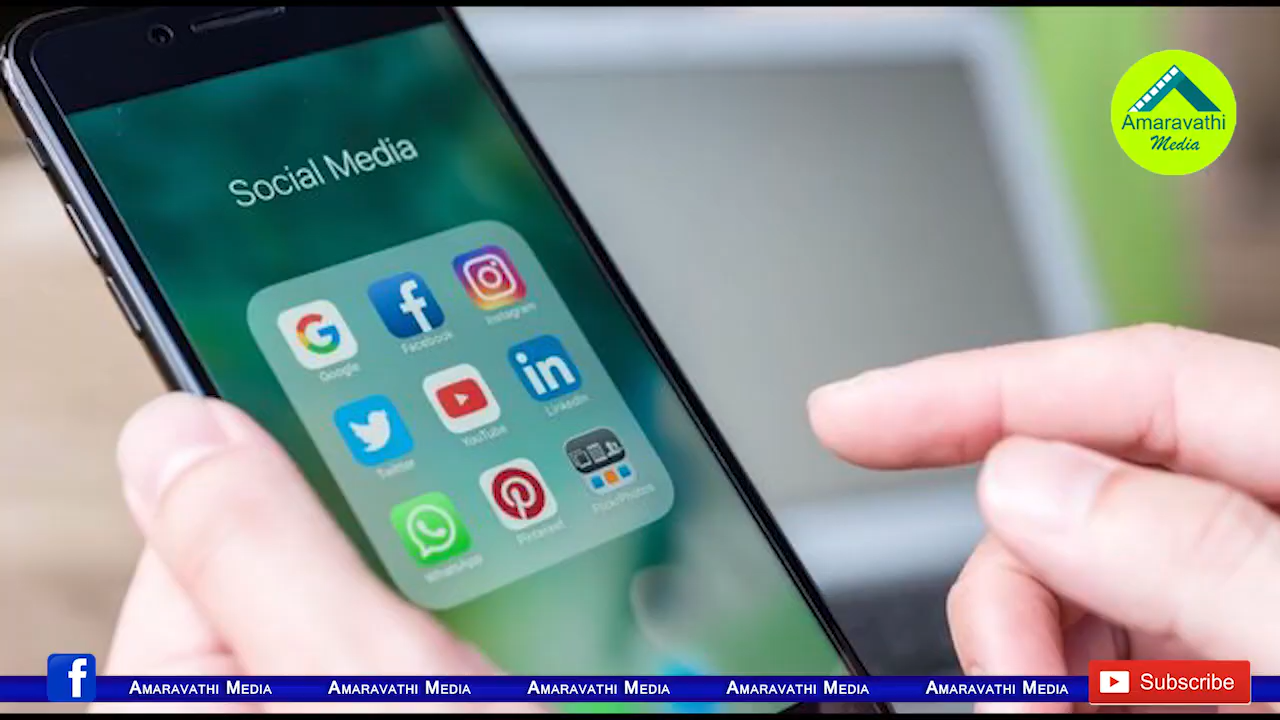 Social Media
Amaravathi
Media
Google
Facebook
Instagram
Twitter
YouTube
LinkedIn
WhatsApp
Pinterest
FlickrPhotos
AMARAVATHI MEDIA AMARAVATHI MEDIA AMARAVATHI MEDIA AMARAVATHI MEDIA AMARAVATHI MEDIA
Subscribe